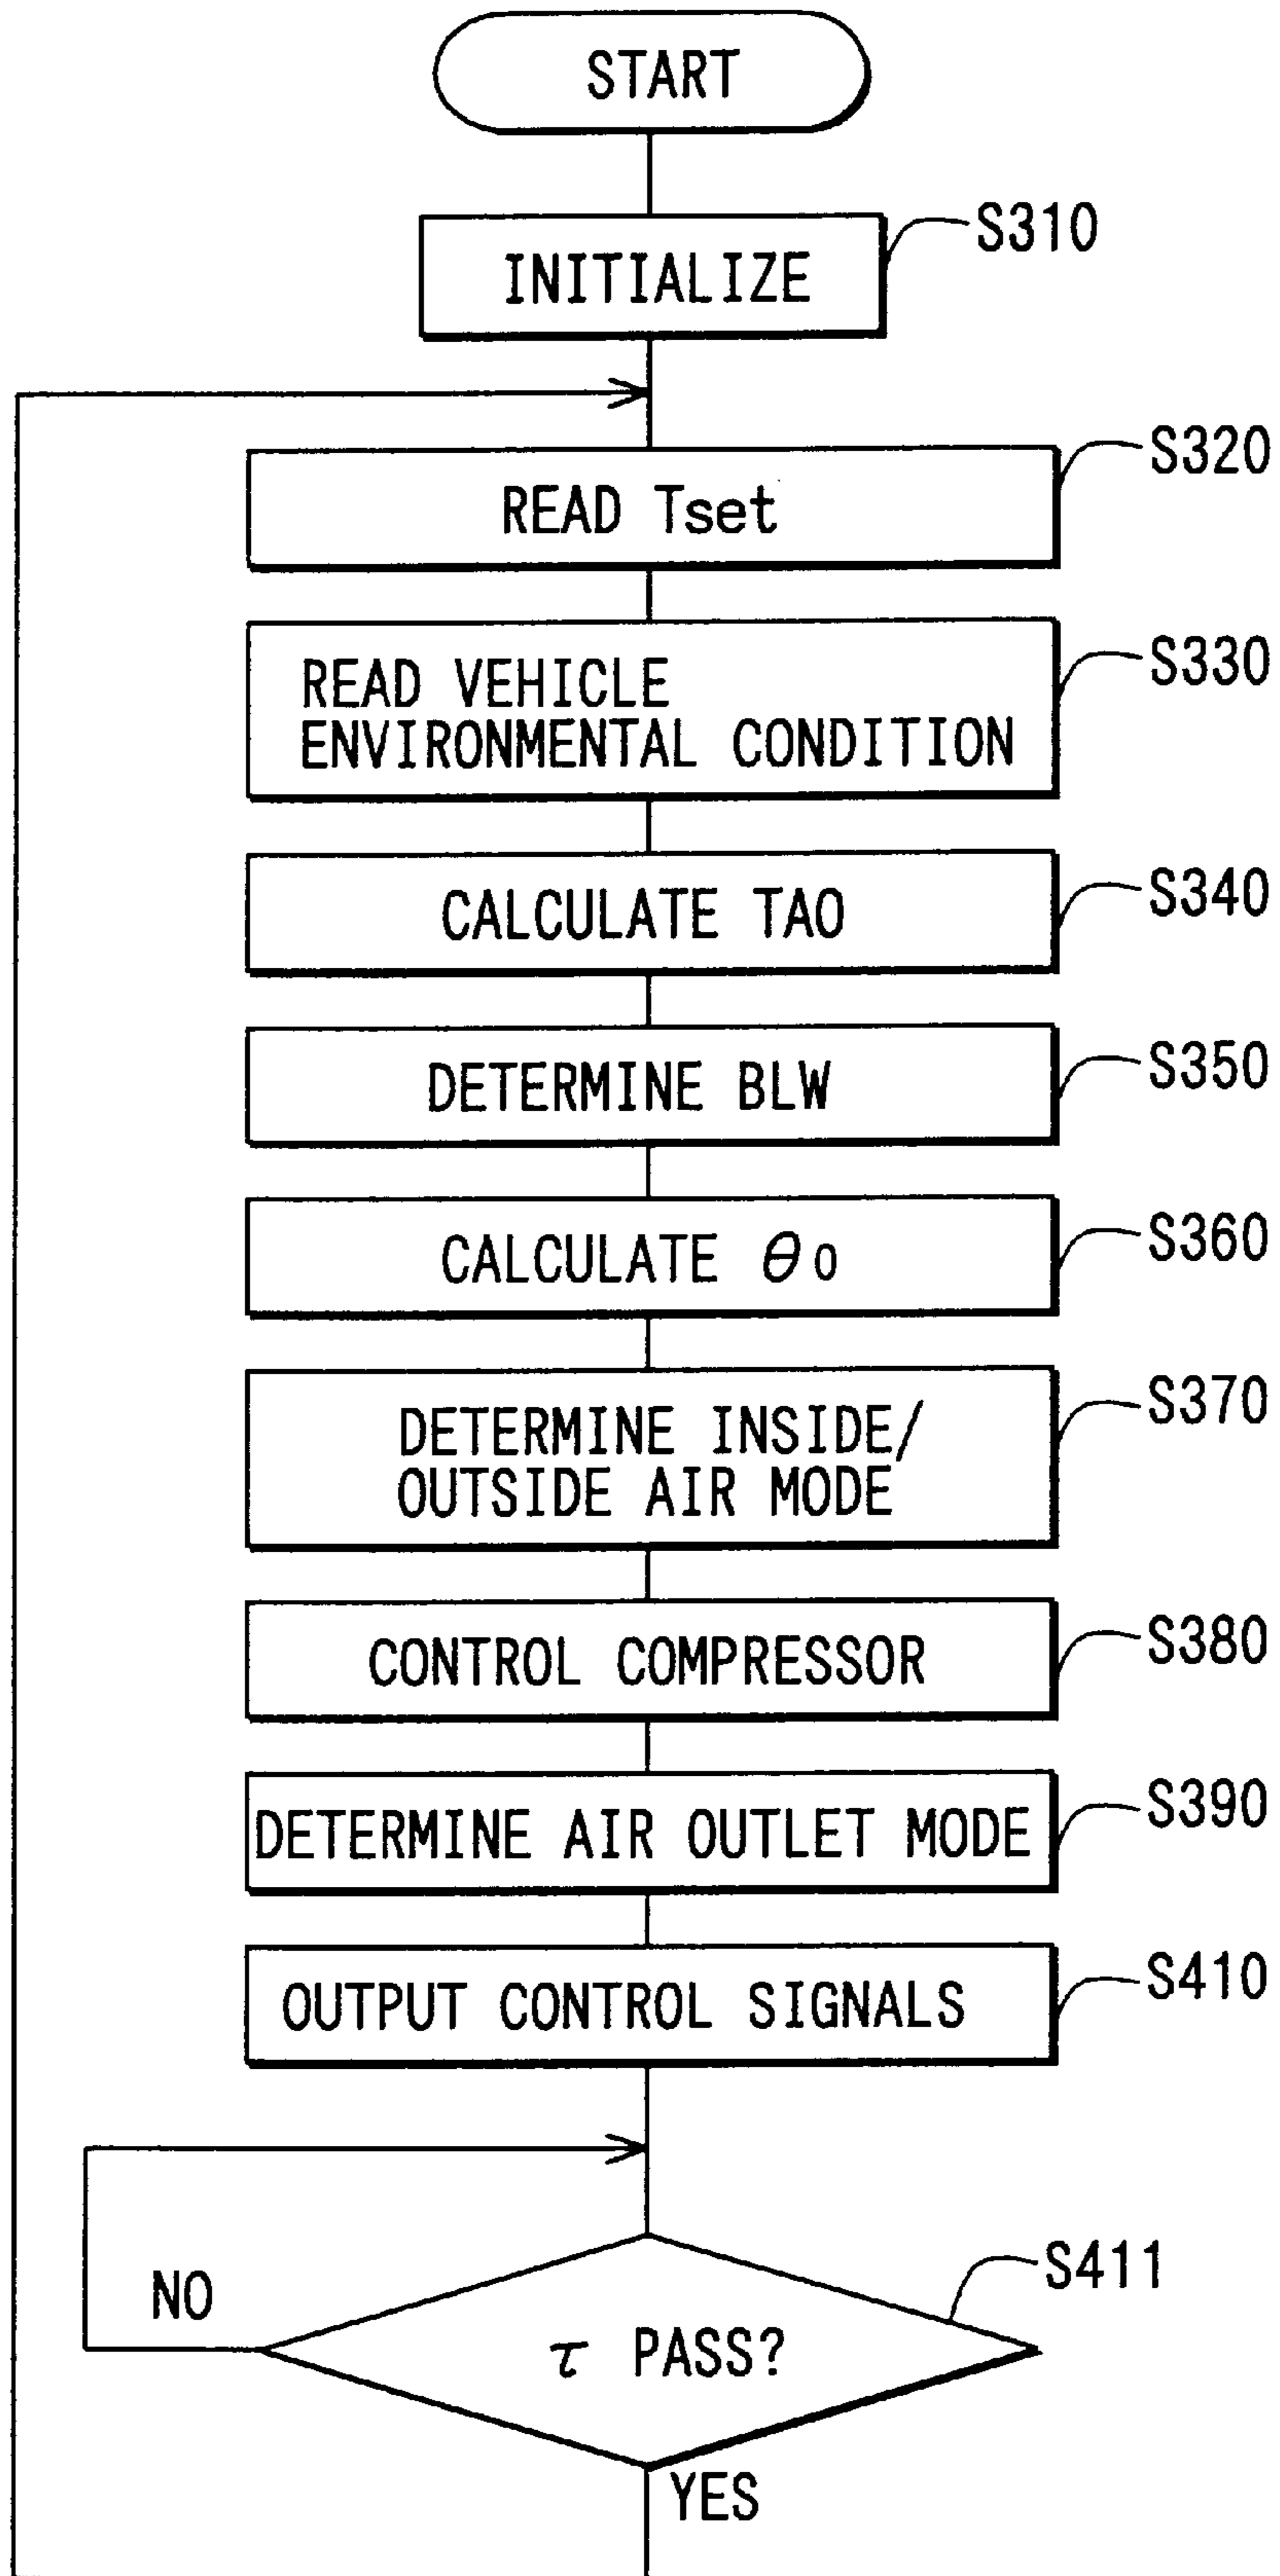 START
INITIALIZE
S310
READ Tset
S320
READ VEHICLE
ENVIRONMENTAL CONDITION
S330
CALCULATE TAO
S340
DETERMINE BLW
S350
CALCULATE θ0
S360
DETERMINE INSIDE/
OUTSIDE AIR MODE
S370
CONTROL COMPRESSOR
S380
DETERMINE AIR OUTLET MODE
S390
OUTPUT CONTROL SIGNALS
S410
S411
NO
τ PASS?
YES